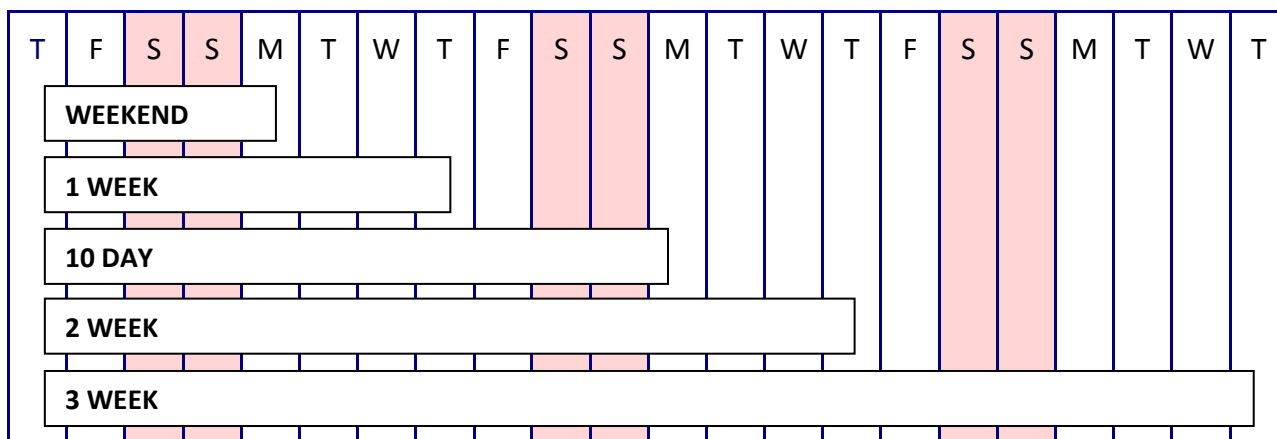 T F S S M T W T F S S M T W T F S S M T W T
WEEKEND
1 WEEK
10 DAY
2 WEEK
3 WEEK